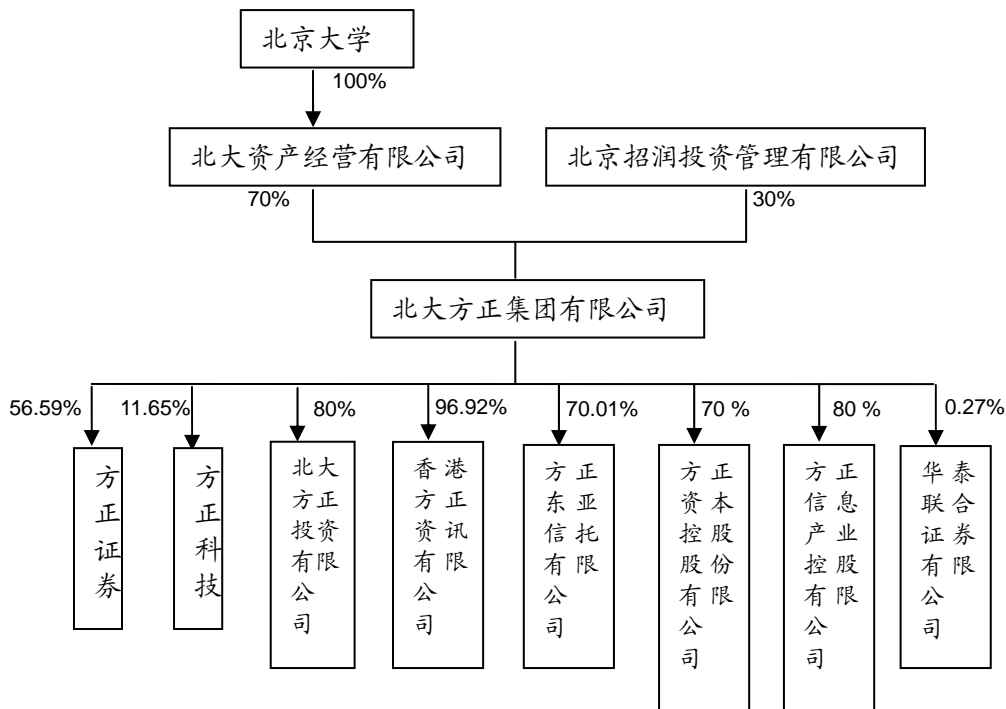 北京大学
100%
北大资产经营有限公司
北京招润投资管理有限公司
70%
30%
北大方正集团有限公司
56.59%
11.65%
80%
96.92%
70.01%
70 %
80 %
0.27%
方正证券
方正科技
北大方正投资有限公司
香港方正资讯有限公司
方正东亚信托有限公司
方正资本控股股份有限公司
方正信息产业控股有限公司
华泰联合证券有限公司